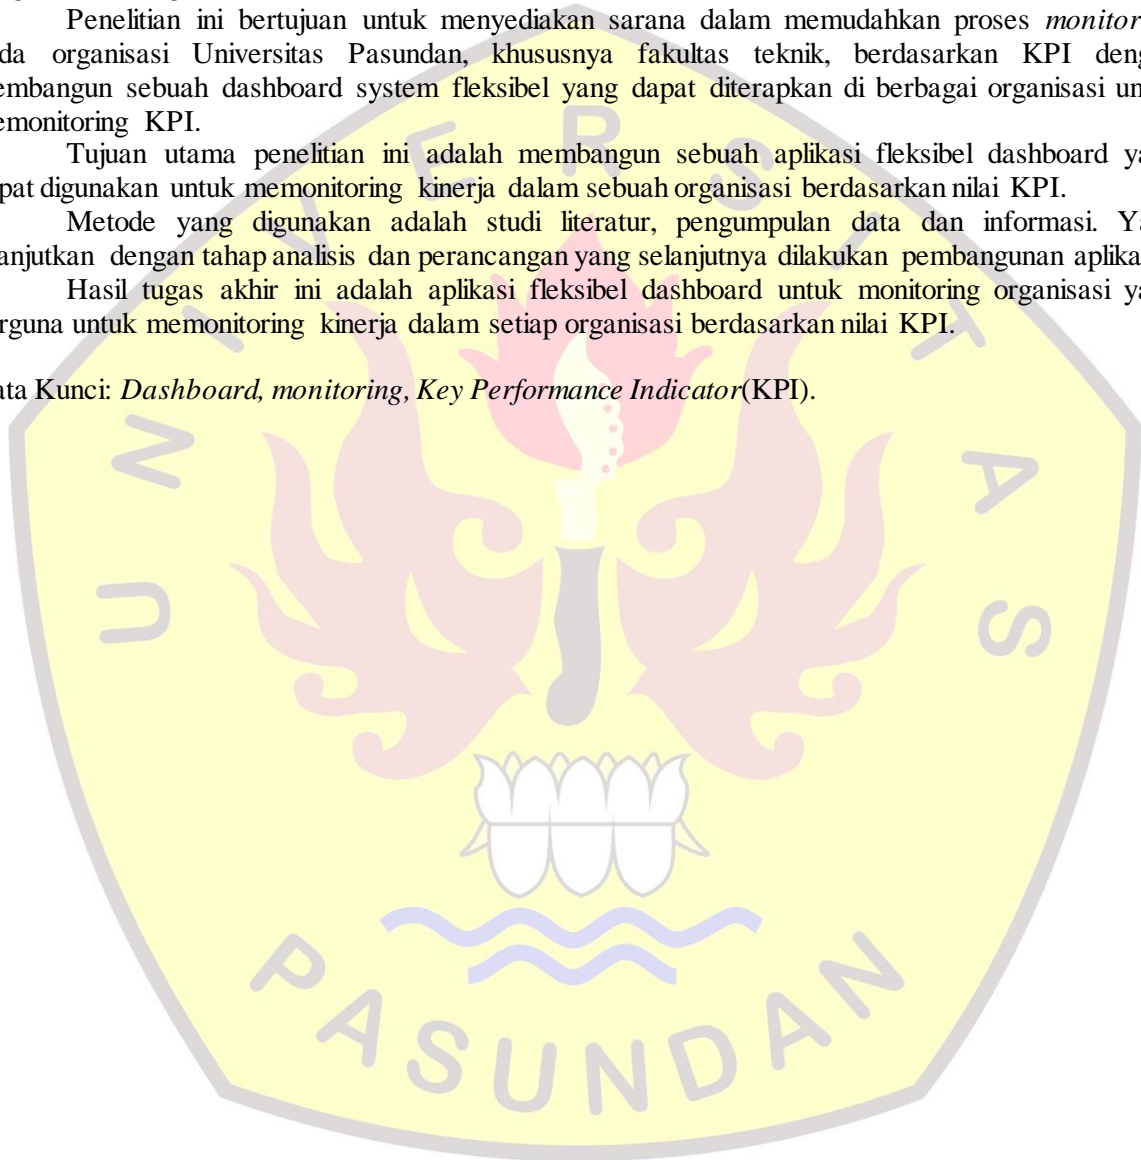 Penelitian ini bertujuan untuk menyediakan sarana dalam memudahkan proses monitor
da organisasi Universitas Pasundan, khususnya fakultas teknik, berdasarkan KPI deng
embangun sebuah dashboard system fleksibel yang dapat diterapkan di berbagai organisasi un
emonitoring KPI.
Tujuan utama penelitian ini adalah membangun sebuah aplikasi fleksibel dashboard ya
pat digunakan untuk memonitoring kinerja dalam sebuah organisasi berdasarkan nilai KPI.
Metode yang digunakan adalah studi literatur, pengumpulan data dan informasi. Ya
anjutkan dengan tahap analisis dan perancangan yang selanjutnya dilakukan pembangunan aplika
Hasil tugas akhir ini adalah aplikasi fleksibel dashboard untuk monitoring organisasi ya
rguna untuk memonitoring kinerja dalam setiap organisasi berdasarkan nilai KPI.
ata Kunci: Dashboard, monitoring, Key Performance Indicator(KPI).
UNIVERSITAS
PASUNDAN